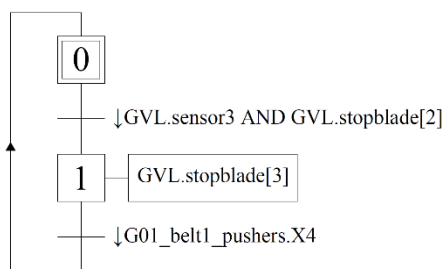 0
↓GVL.sensor3 AND GVL.stopblade[2]
1
GVL.stopblade[3]
↓G01_belt1_pushers.X4